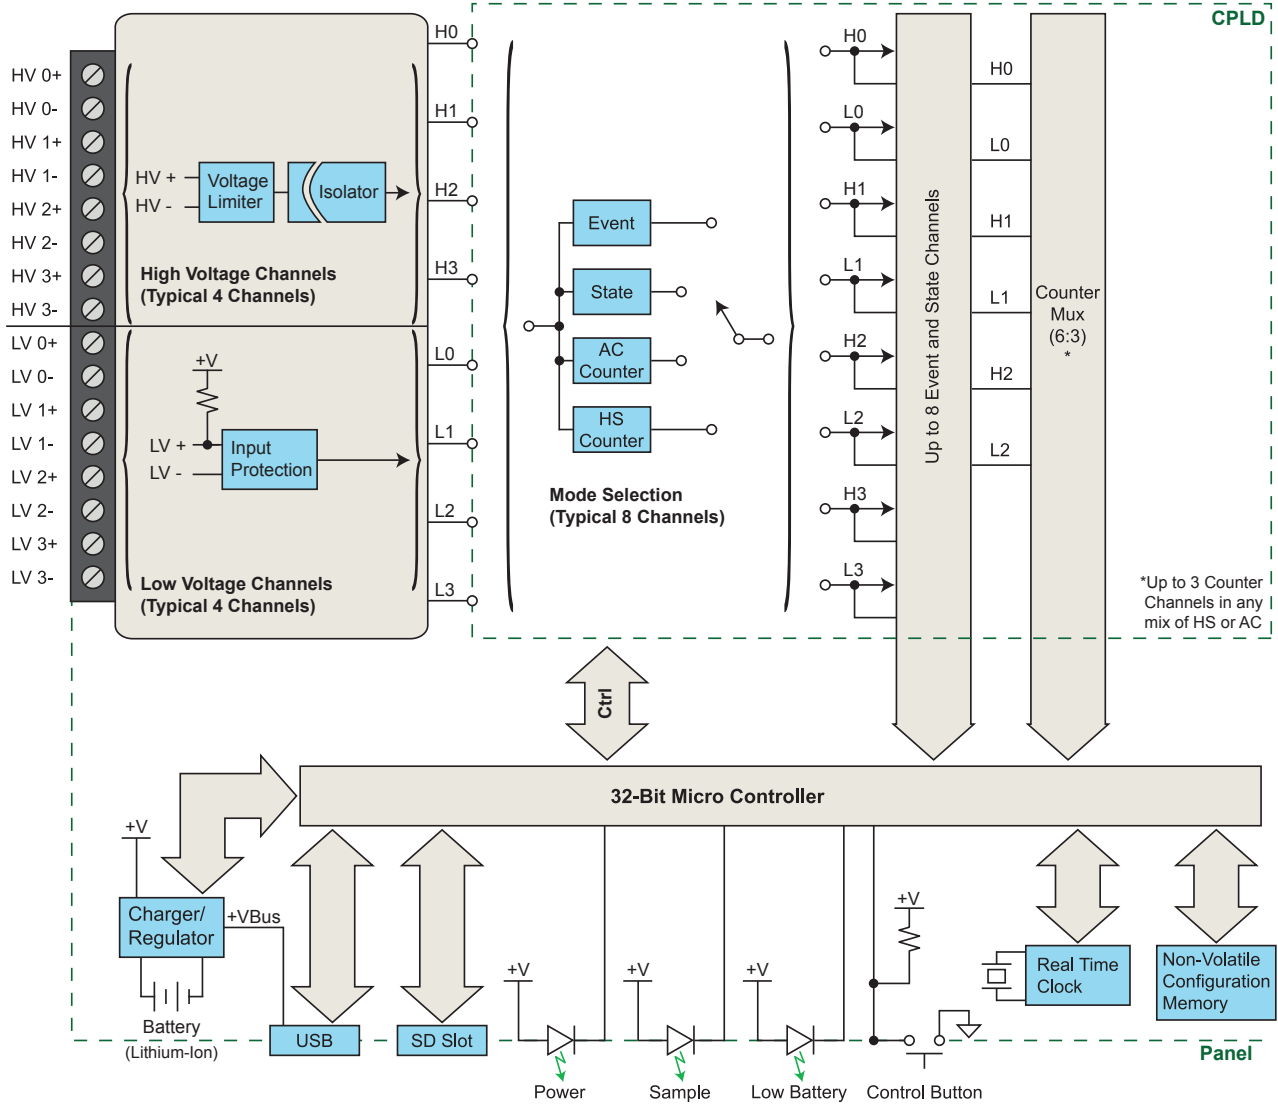 CPLD
HV 0+
HV 0-
HV 1+
HV 1-
HV 2+
HV 2-
HV 3+
HV 3-
LV 0+
LV 0-
LV 1+
LV 1-
LV 2+
LV 2-
LV 3+
LV 3-
HV +
HV -
Voltage
Limiter
Isolator
High Voltage Channels
(Typical 4 Channels)
+V
LV +
LV -
Input
Protection
Low Voltage Channels
(Typical 4 Channels)
H0
H1
H2
H3
L0
L1
L2
L3
Event
State
AC
Counter
HS
Counter
Mode Selection
(Typical 8 Channels)
H0
L0
H1
L1
H2
L2
H3
L3
Up to 8 Event and State Channels
H0
L0
H1
L1
H2
L2
Counter
Mux
(6:3)
*
*Up to 3 Counter
Channels in any
mix of HS or AC
Ctrl
32-Bit Micro Controller
+V
Charger/
Regulator
+VBus
Battery
(Lithium-Ion)
USB
SD Slot
+V
Power
+V
Sample
+V
Low Battery
+V
Control Button
Real Time
Clock
Non-Volatile
Configuration
Memory
Panel